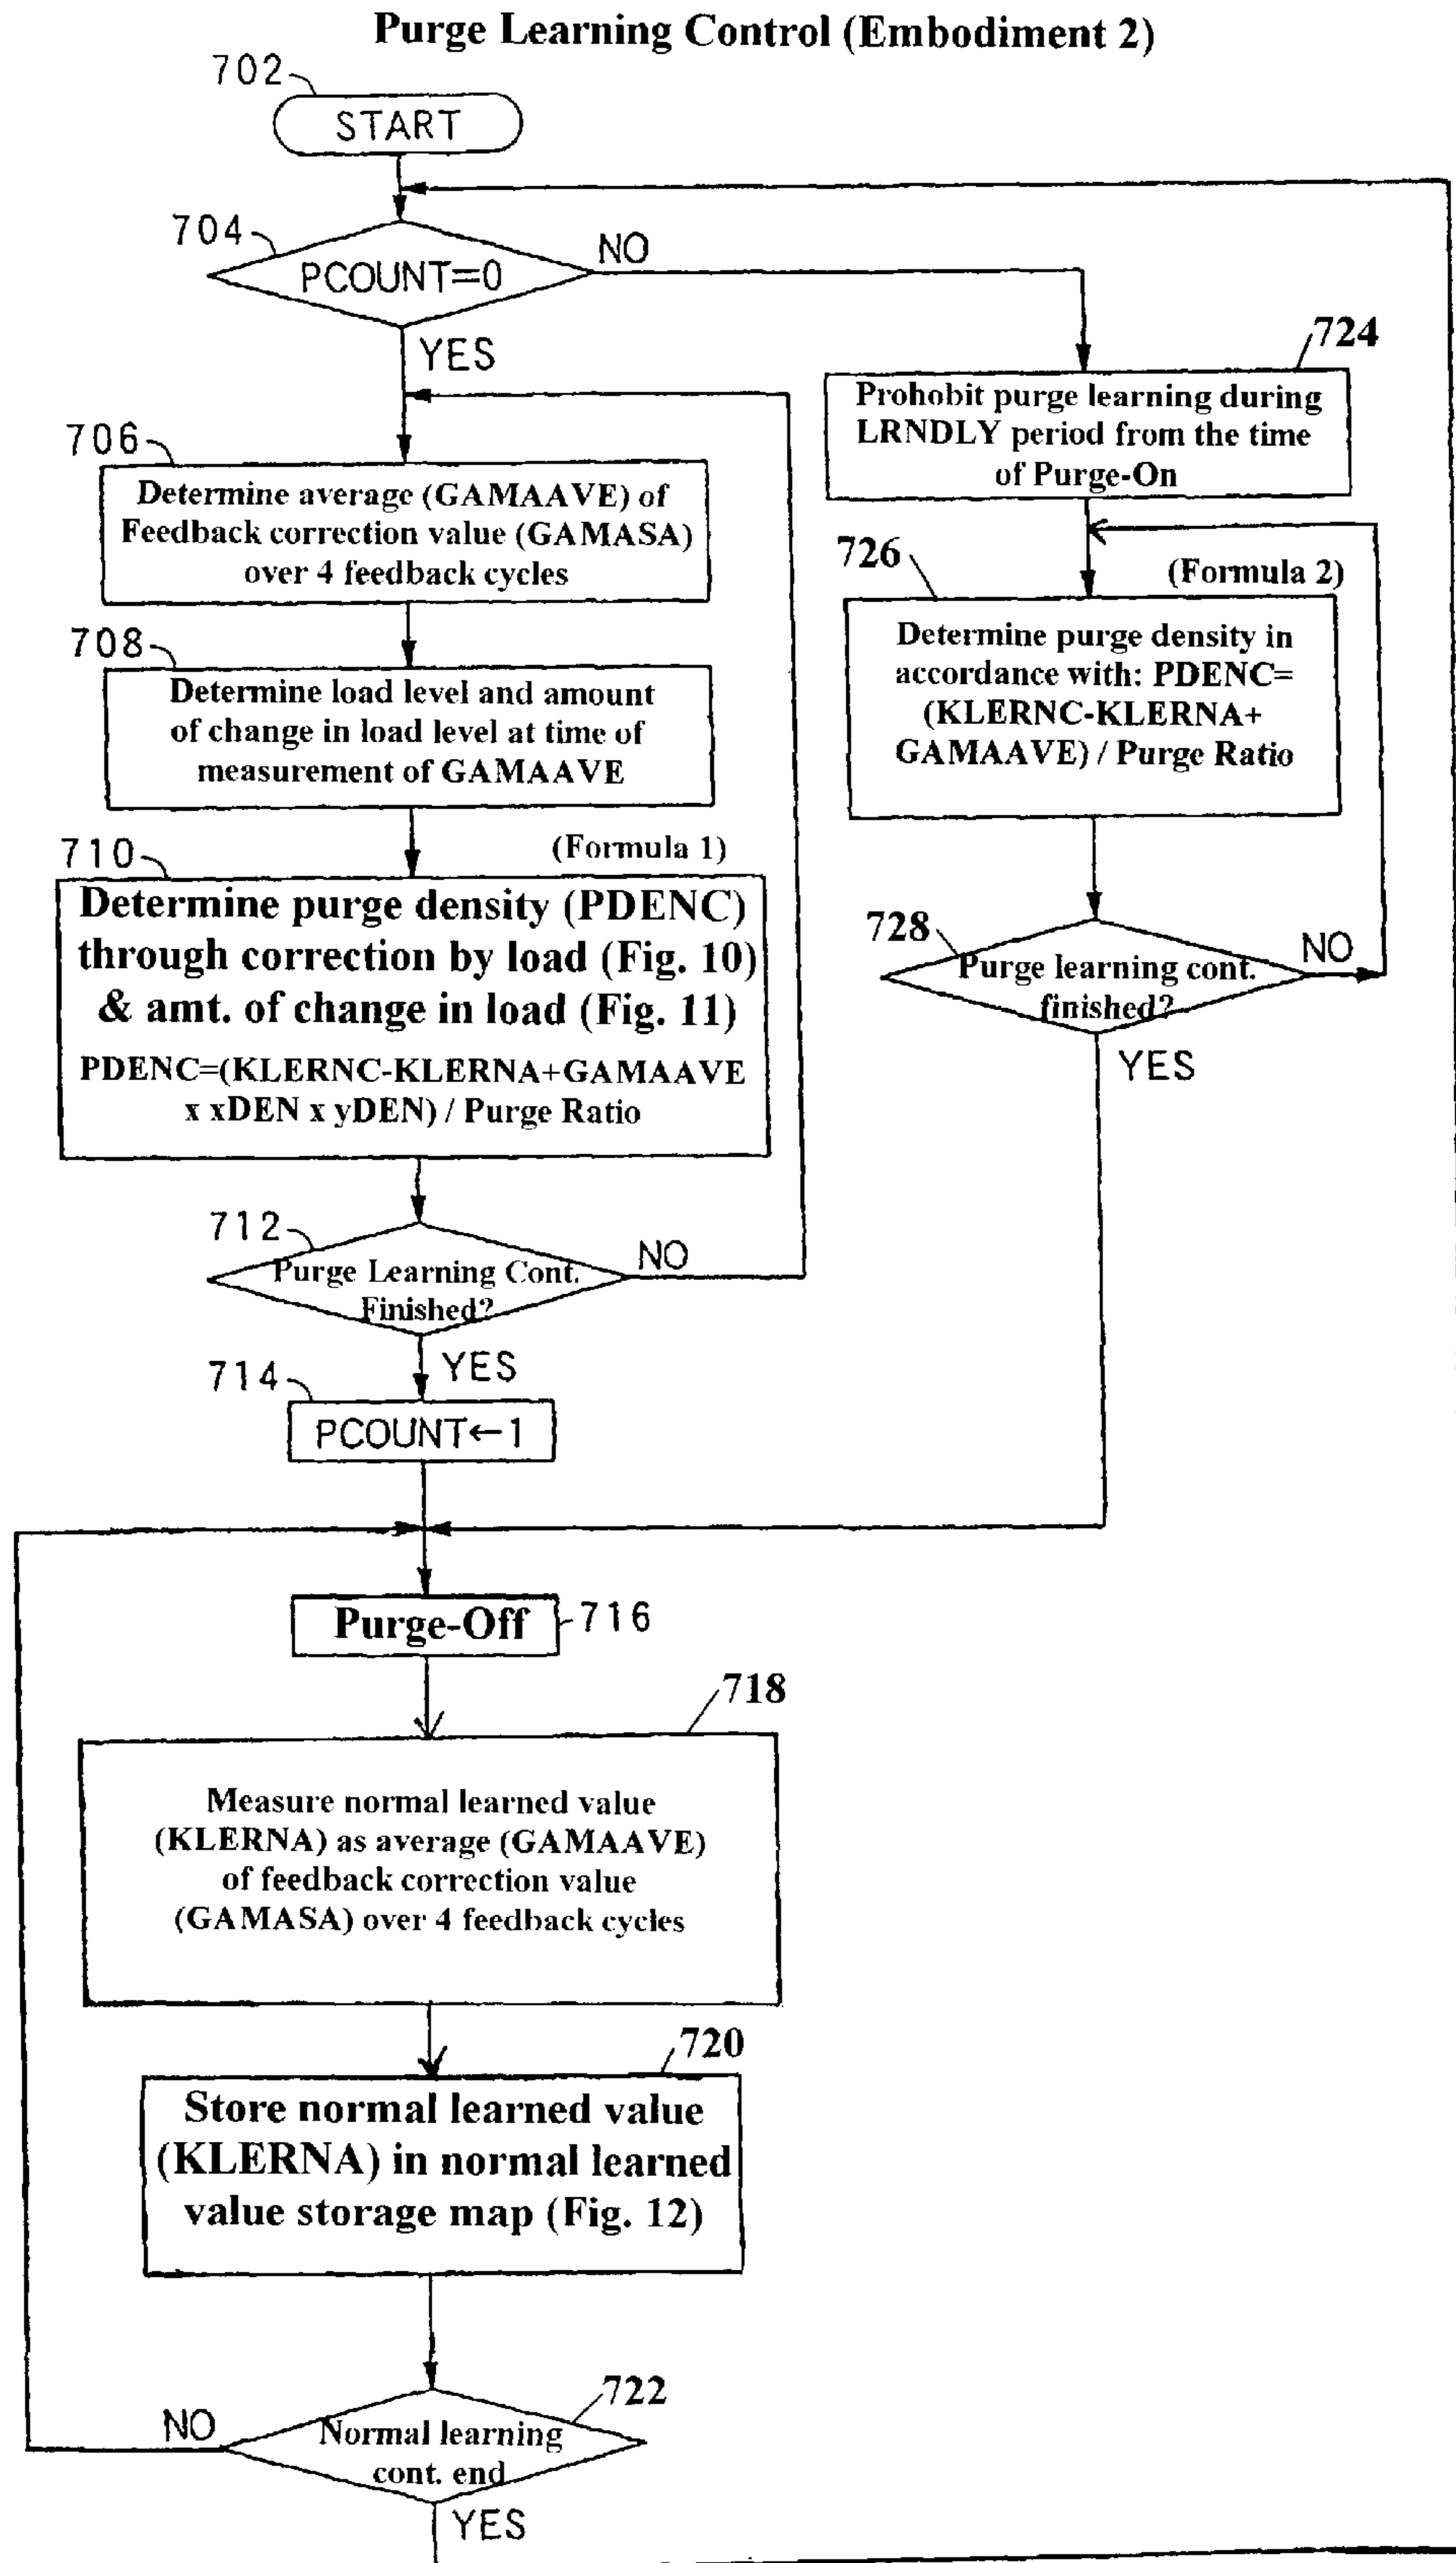 Purge Learning Control (Embodiment 2)
702
START
704
PCOUNT=0
NO
YES
706
Determine average (GAMAAVE) of
Feedback correction value (GAMASA)
over 4 feedback cycles
708
Determine load level and amount
of change in load level at time of
measurement of GAMAAVE
710
(Formula 1)
Determine purge density (PDENC)
through correction by load (Fig. 10)
& amt. of change in load (Fig. 11)
PDENC=(KLERNC-KLERNA+GAMAAVE
x xDEN x yDEN) / Purge Ratio
712
Purge Learning Cont.
Finished?
NO
YES
714
PCOUNT←1
724
Prohobit purge learning during
LRNDLY period from the time
of Purge-On
726
(Formula 2)
Determine purge density in
accordance with: PDENC=
(KLERNC-KLERNA+
GAMAAVE) / Purge Ratio
728
Purge learning cont.
finished?
NO
YES
Purge-Off
716
718
Measure normal learned value
(KLERNA) as average (GAMAAVE)
of feedback correction value
(GAMASA) over 4 feedback cycles
720
Store normal learned value
(KLERNA) in normal learned
value storage map (Fig. 12)
722
Normal learning
cont. end
NO
YES